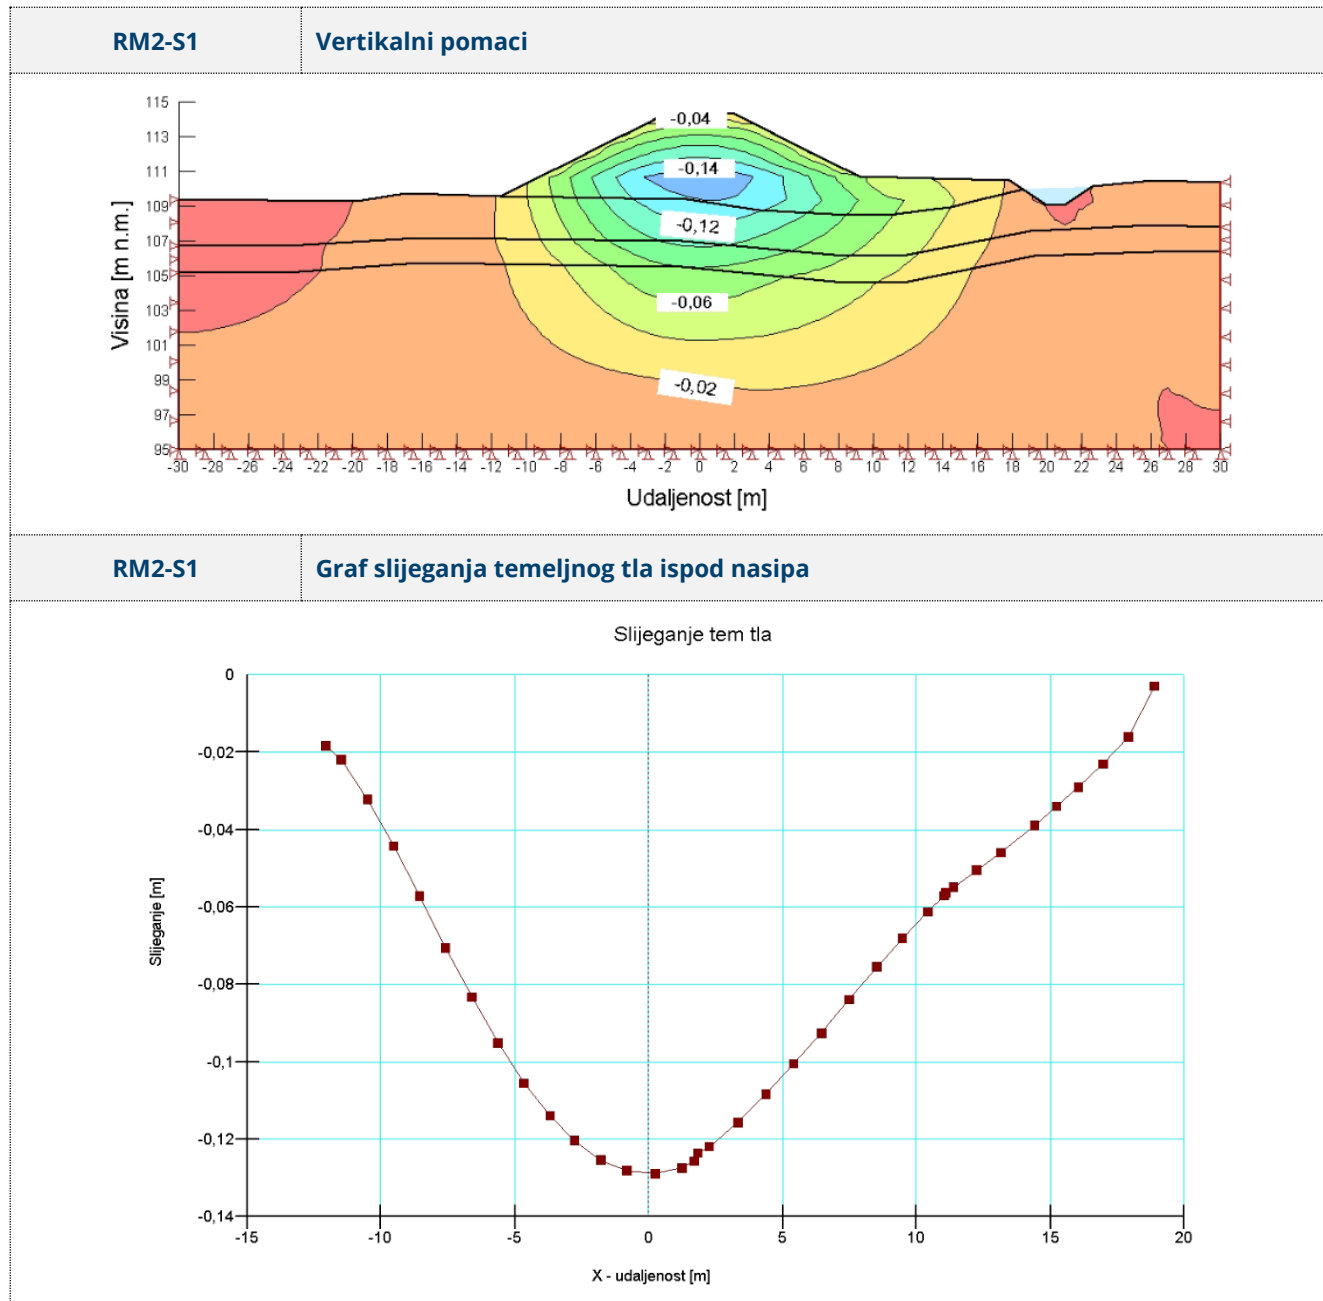 RM2-S1 Vertikalni pomaci
115
113
111
109
107
105
103
101
99
97
95
Visina [m n.m.]
-0,04
-0,14
-0,12
-0,06
-0,02
-30 -28 -26 -24 -22 -20 -18 -16 -14 -12 -10 -8 -6 -4 -2 0 2 4 6 8 10 12 14 16 18 20 22 24 26 28 30
Udaljenost [m]
RM2-S1 Graf slijeganja temeljnog tla ispod nasipa
Slijeganje tem tla
0
-0,02
-0,04
-0,06
-0,08
-0,1
-0,12
-0,14
Slijeganje [m]
-15 -10 -5 0 5 10 15 20
X - udaljenost [m]